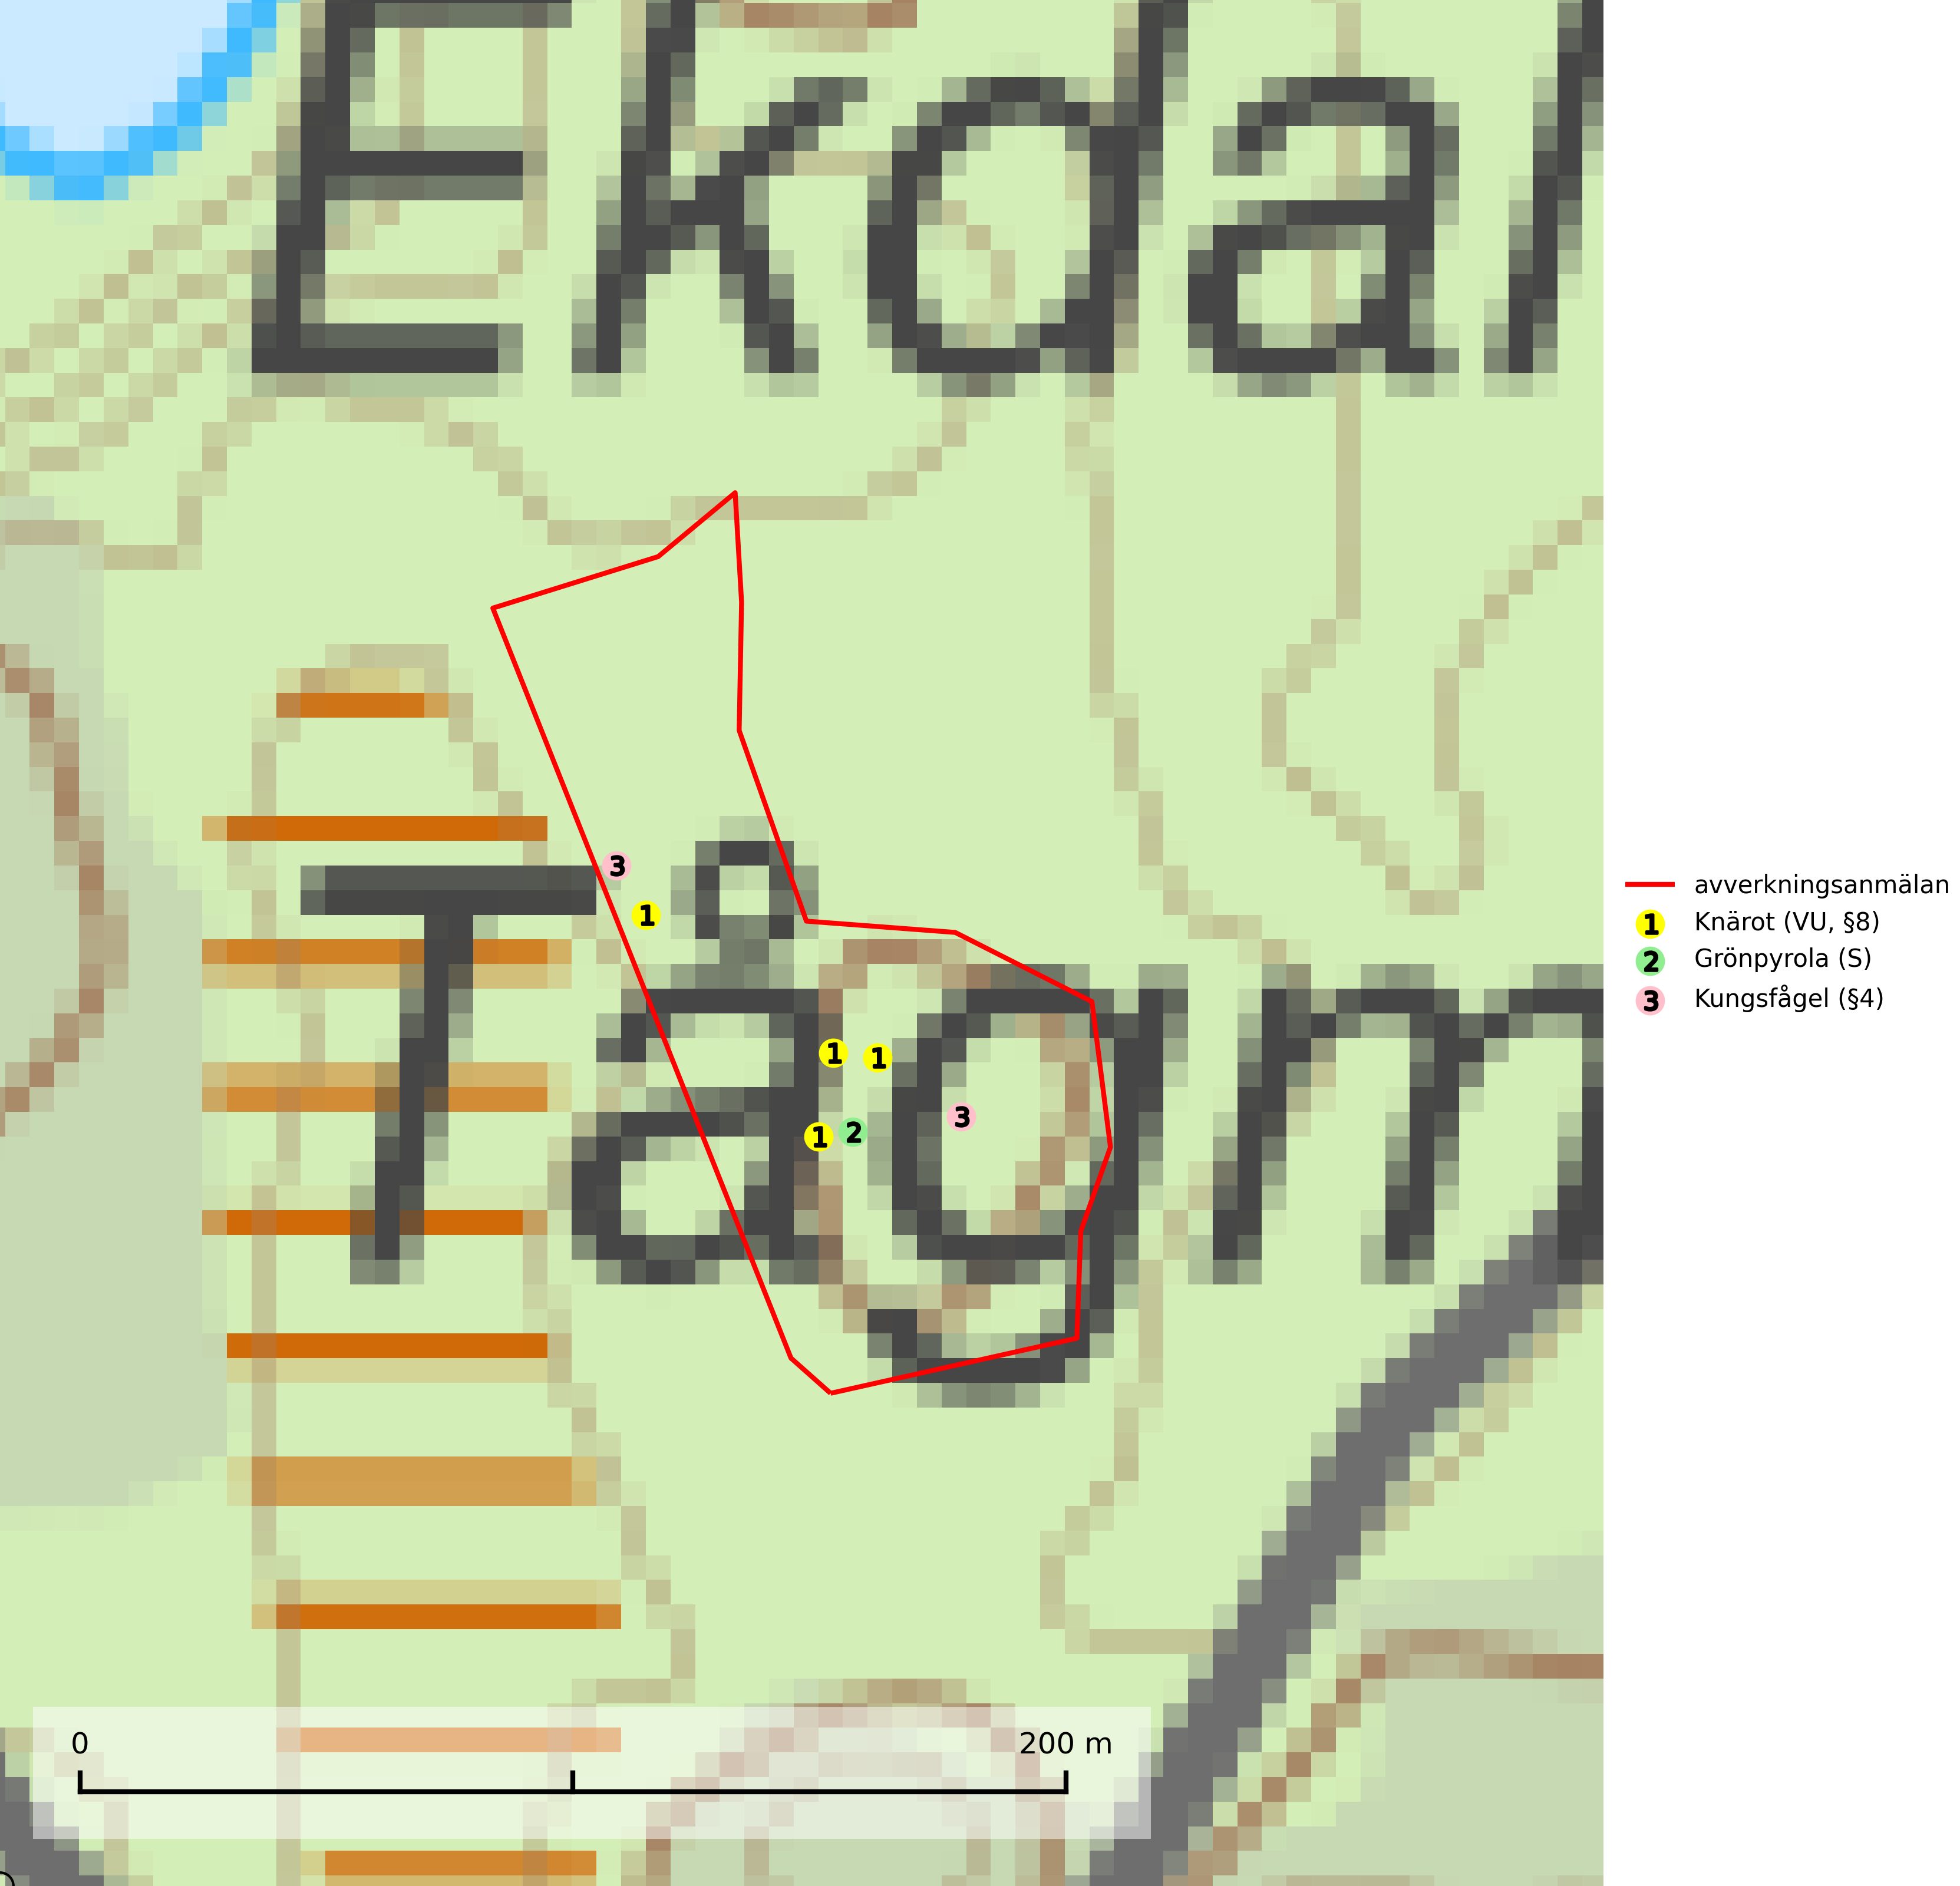 Ekdal
Tådm
3
1
1
1
1
2
3
avverkningsanmälan
1 Knärot (VU, §8)
2 Grönpyrola (S)
3 Kungsfågel (§4)
0 200 m